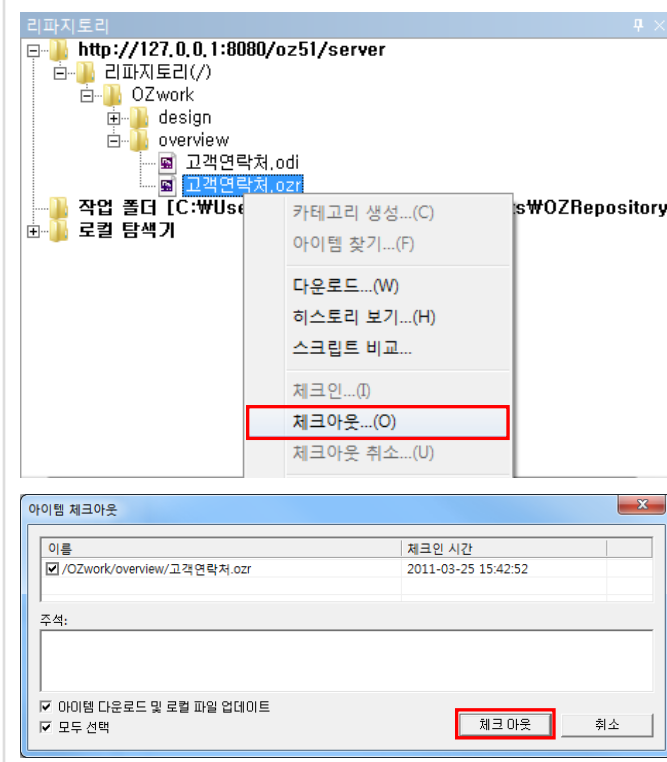 리파지토리
http://127.0.0.1:8080/oz51/server
리파지토리(/)
OZwork
design
overview
고객연락처.odi
고객연락처.ozr
작업 폴더 [C:₩Use s₩OZRepository
로컬 탐색기
카테고리 생성...(C)
아이템 찾기...(F)
다운로드...(W)
히스토리 보기...(H)
스크립트 비교...
체크인...(I)
체크아웃...(O)
체크아웃 취소...(U)
아이템 체크아웃
이름 체크인 시간
/OZwork/overview/고객연락처.ozr 2011-03-25 15:42:52
주석:
아이템 다운로드 및 로컬 파일 업데이트
모두 선택
체크 아웃 취소